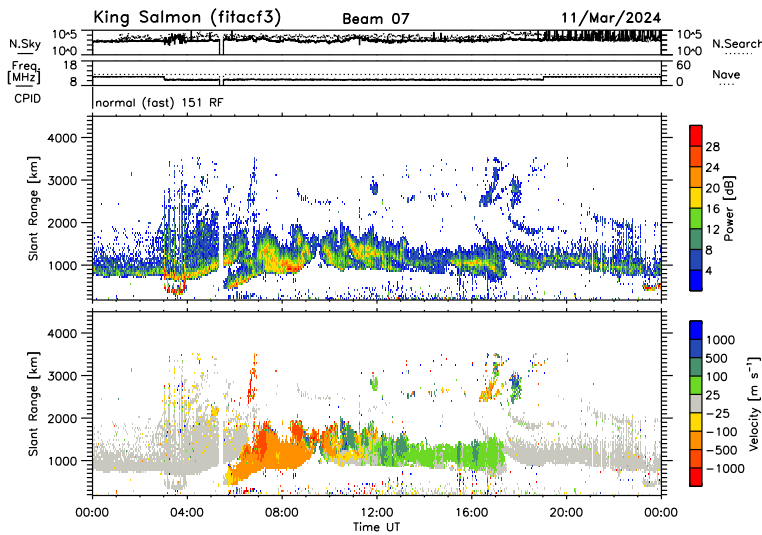 King Salmon (fitacf3) Beam 07 11/Mar/2024
N.Sky 10^5 10^0 10^5 10^0 N.Search
Freq. [MHz] 18 8 60 0 Nave
CPID normal (fast) 151 RF
Slant Range [km] 4000 3000 2000 1000
Power [dB] 28 24 20 16 12 8 4
Slant Range [km] 4000 3000 2000 1000
Velocity [m s⁻¹] 1000 500 100 25 -25 -100 -500 -1000
00:00 04:00 08:00 12:00 16:00 20:00 00:00
Time UT